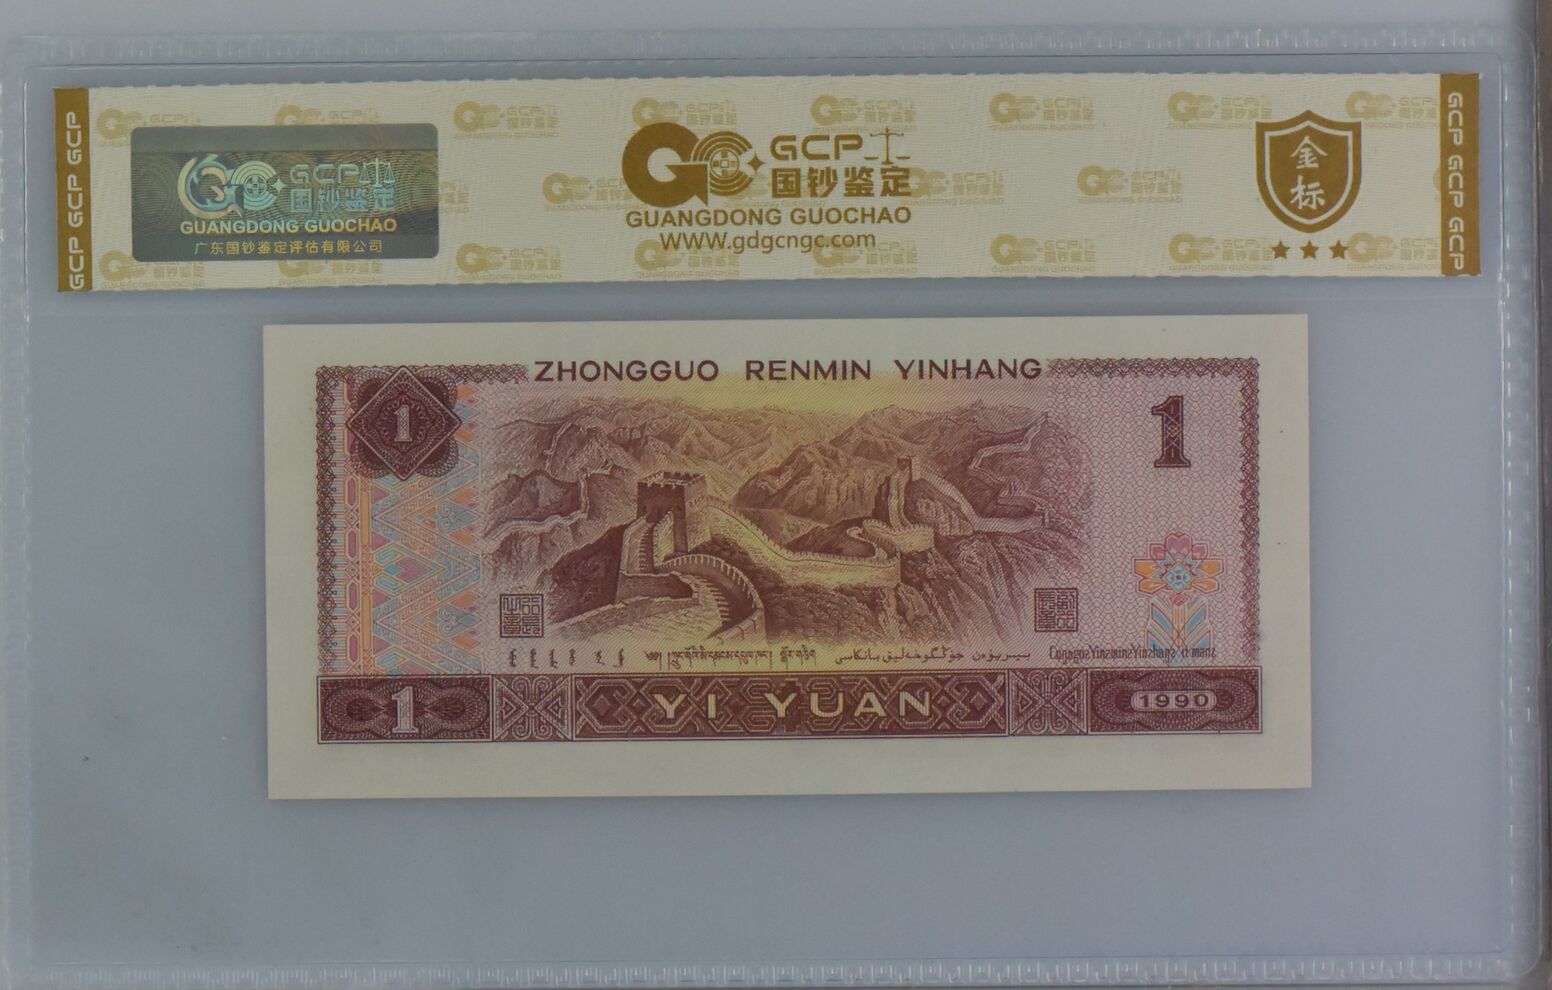 GCP GCP GCP
GCP
国钞鉴定
GUANGDONG GUOCHAO
广东国钞鉴定评估有限公司
GCP
国钞鉴定
GUANGDONG GUOCHAO
WWW.gdgcngc.com
金
标
GCP GCP GCP
ZHONGGUO RENMIN YINHANG
1
1
YI YUAN
1
1990